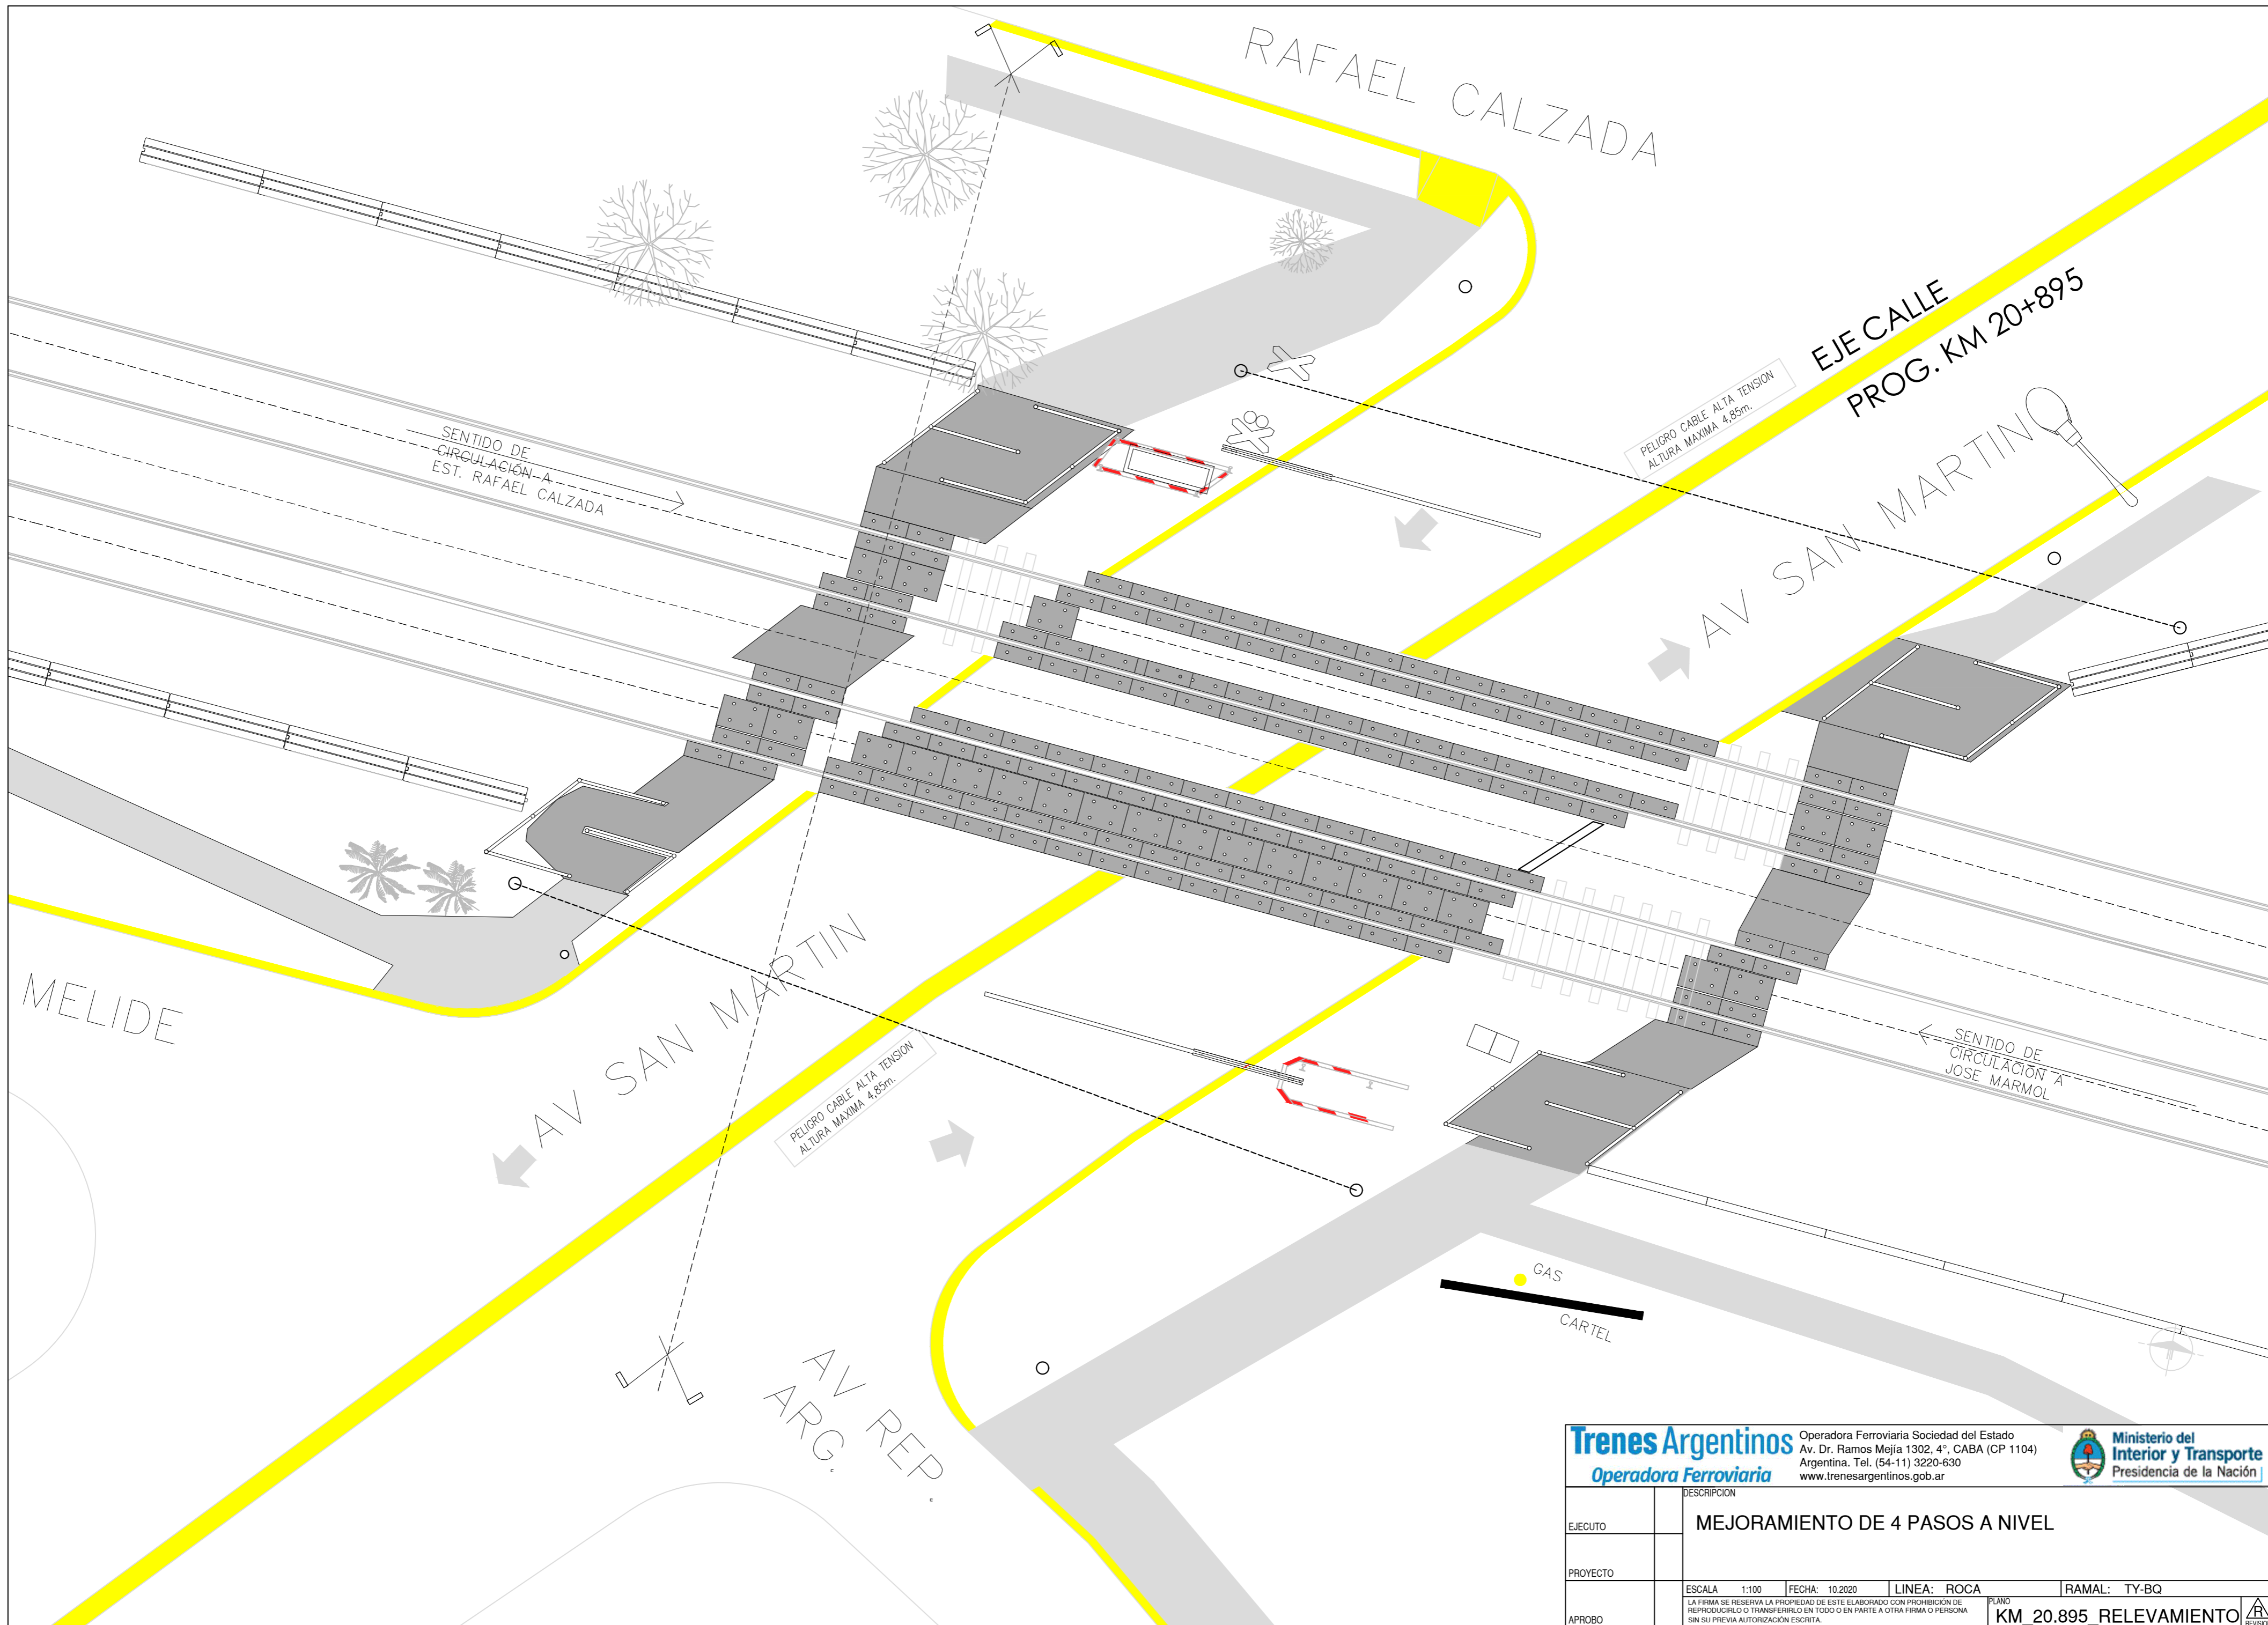 RAFAEL CALZADA
EJE CALLE
PROG. KM 20+895
PELIGRO CABLE ALTA TENSION
ALTURA MAXIMA 4,85m.
AV SAN MARTIN
SENTIDO DE
CIRCULACIÓN A
EST. RAFAEL CALZADA
MELIDE
AV SAN MARTIN
PELIGRO CABLE ALTA TENSION
ALTURA MAXIMA 4,85m.
SENTIDO DE
CIRCULACIÓN A
JOSE MARMOL
GAS
CARTEL
AV REP.
ARG.
Trenes Argentinos
Operadora Ferroviaria
Operadora Ferroviaria Sociedad del Estado
Av. Dr. Ramos Mejía 1302, 4°, CABA (CP 1104)
Argentina. Tel. (54-11) 3220-630
www.trenesargentinos.gob.ar
Ministerio del
Interior y Transporte
Presidencia de la Nación
DESCRIPCION
EJECUTO
MEJORAMIENTO DE 4 PASOS A NIVEL
PROYECTO
ESCALA 1:100 FECHA: 10.2020 LINEA: ROCA RAMAL: TY-BQ
APROBO
LA FIRMA SE RESERVA LA PROPIEDAD DE ESTE ELABORADO CON PROHIBICIÓN DE
REPRODUCIRLO O TRANSFERIRLO EN TODO O EN PARTE A OTRA FIRMA O PERSONA
SIN SU PREVIA AUTORIZACIÓN ESCRITA.
PLANO
KM_20.895_RELEVAMIENTO
R
REVISION